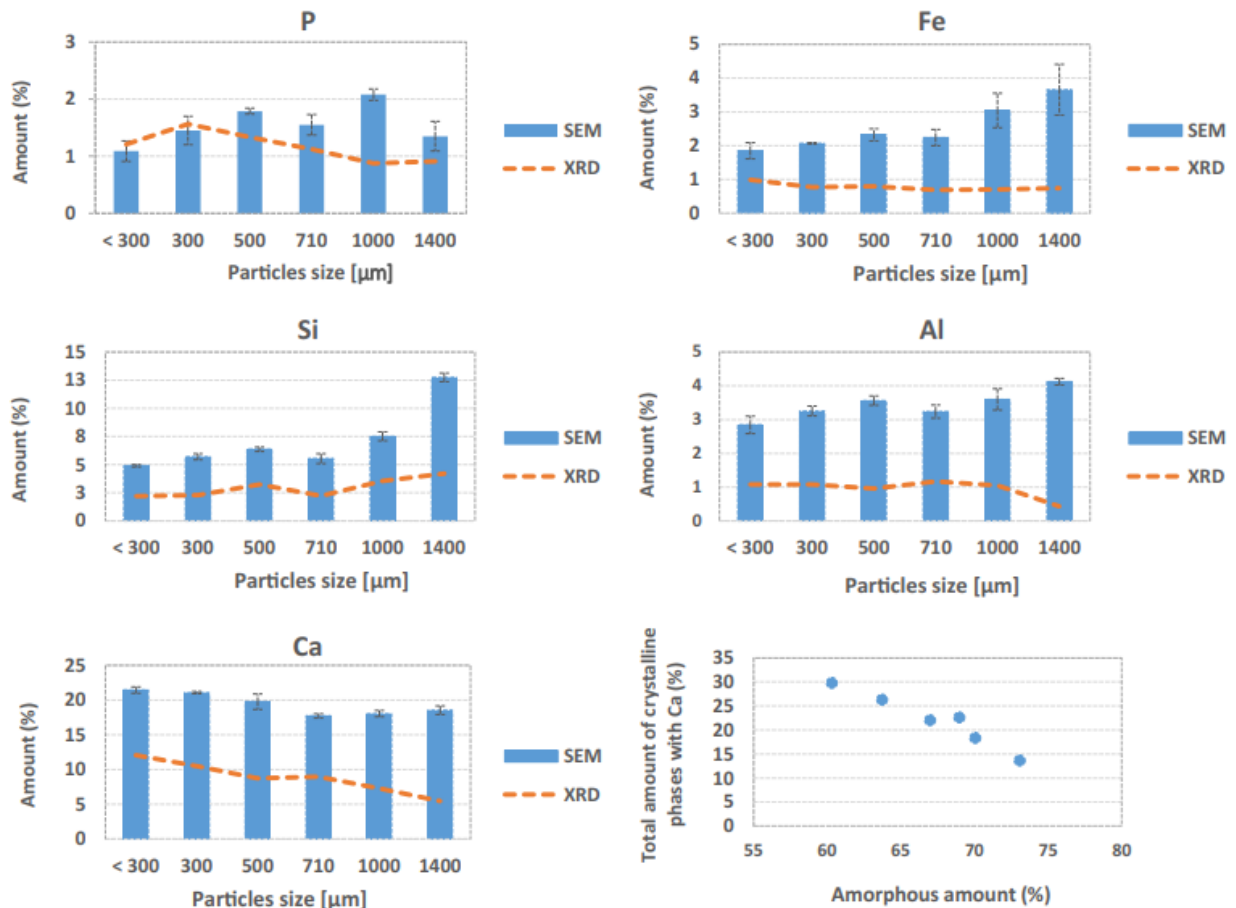 P
3
2
1
0
Amount (%)
< 300 300 500 710 1000 1400
Particles size [µm]
SEM
XRD
Fe
5
4
3
2
1
0
Amount (%)
< 300 300 500 710 1000 1400
Particles size [µm]
SEM
XRD
Si
15
13
10
8
5
3
0
Amount (%)
< 300 300 500 710 1000 1400
Particles size [µm]
SEM
XRD
Al
5
4
3
2
1
0
Amount (%)
< 300 300 500 710 1000 1400
Particles size [µm]
SEM
XRD
Ca
25
20
15
10
5
0
Amount (%)
< 300 300 500 710 1000 1400
Particles size [µm]
SEM
XRD
Total amount of crystalline
phases with Ca (%)
35
30
25
20
15
10
5
0
55 60 65 70 75 80
Amorphous amount (%)